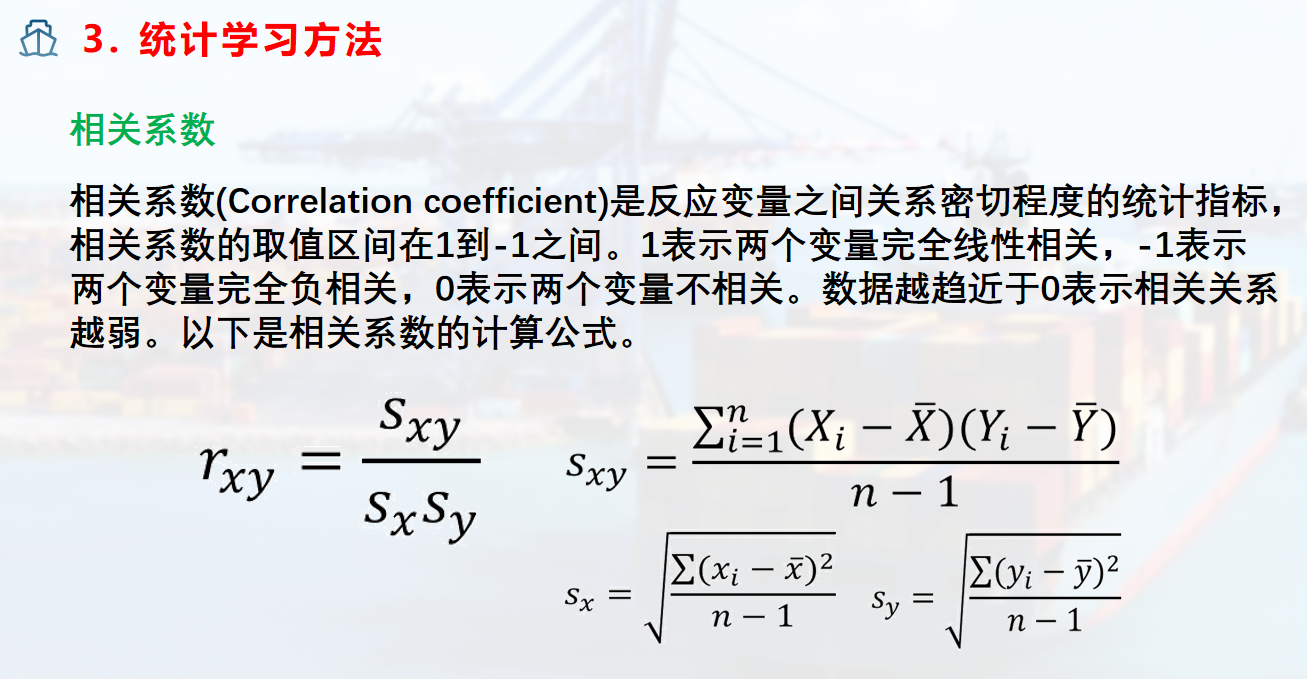 3. 统计学习方法
相关系数
相关系数(Correlation coefficient)是反应变量之间关系密切程度的统计指标，
相关系数的取值区间在1到-1之间。1表示两个变量完全线性相关，-1表示
两个变量完全负相关，0表示两个变量不相关。数据越趋近于0表示相关关系
越弱。以下是相关系数的计算公式。
r_{xy} = \frac{s_{xy}}{s_x s_y}
s_{xy} = \frac{\sum_{i=1}^{n}(X_i - \bar{X})(Y_i - \bar{Y})}{n - 1}
s_x = \sqrt{\frac{\sum(x_i - \bar{x})^2}{n - 1}}
s_y = \sqrt{\frac{\sum(y_i - \bar{y})^2}{n - 1}}